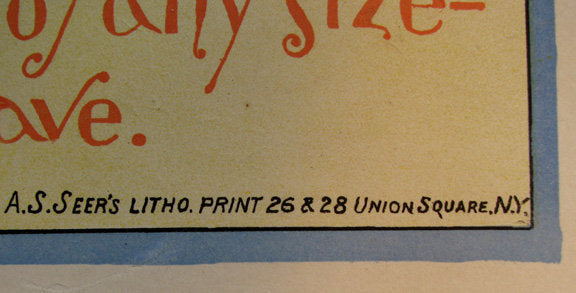 of any size-
ave.
A.S.SEER'S LITHO. PRINT 26 & 28 UNION SQUARE, N.Y.